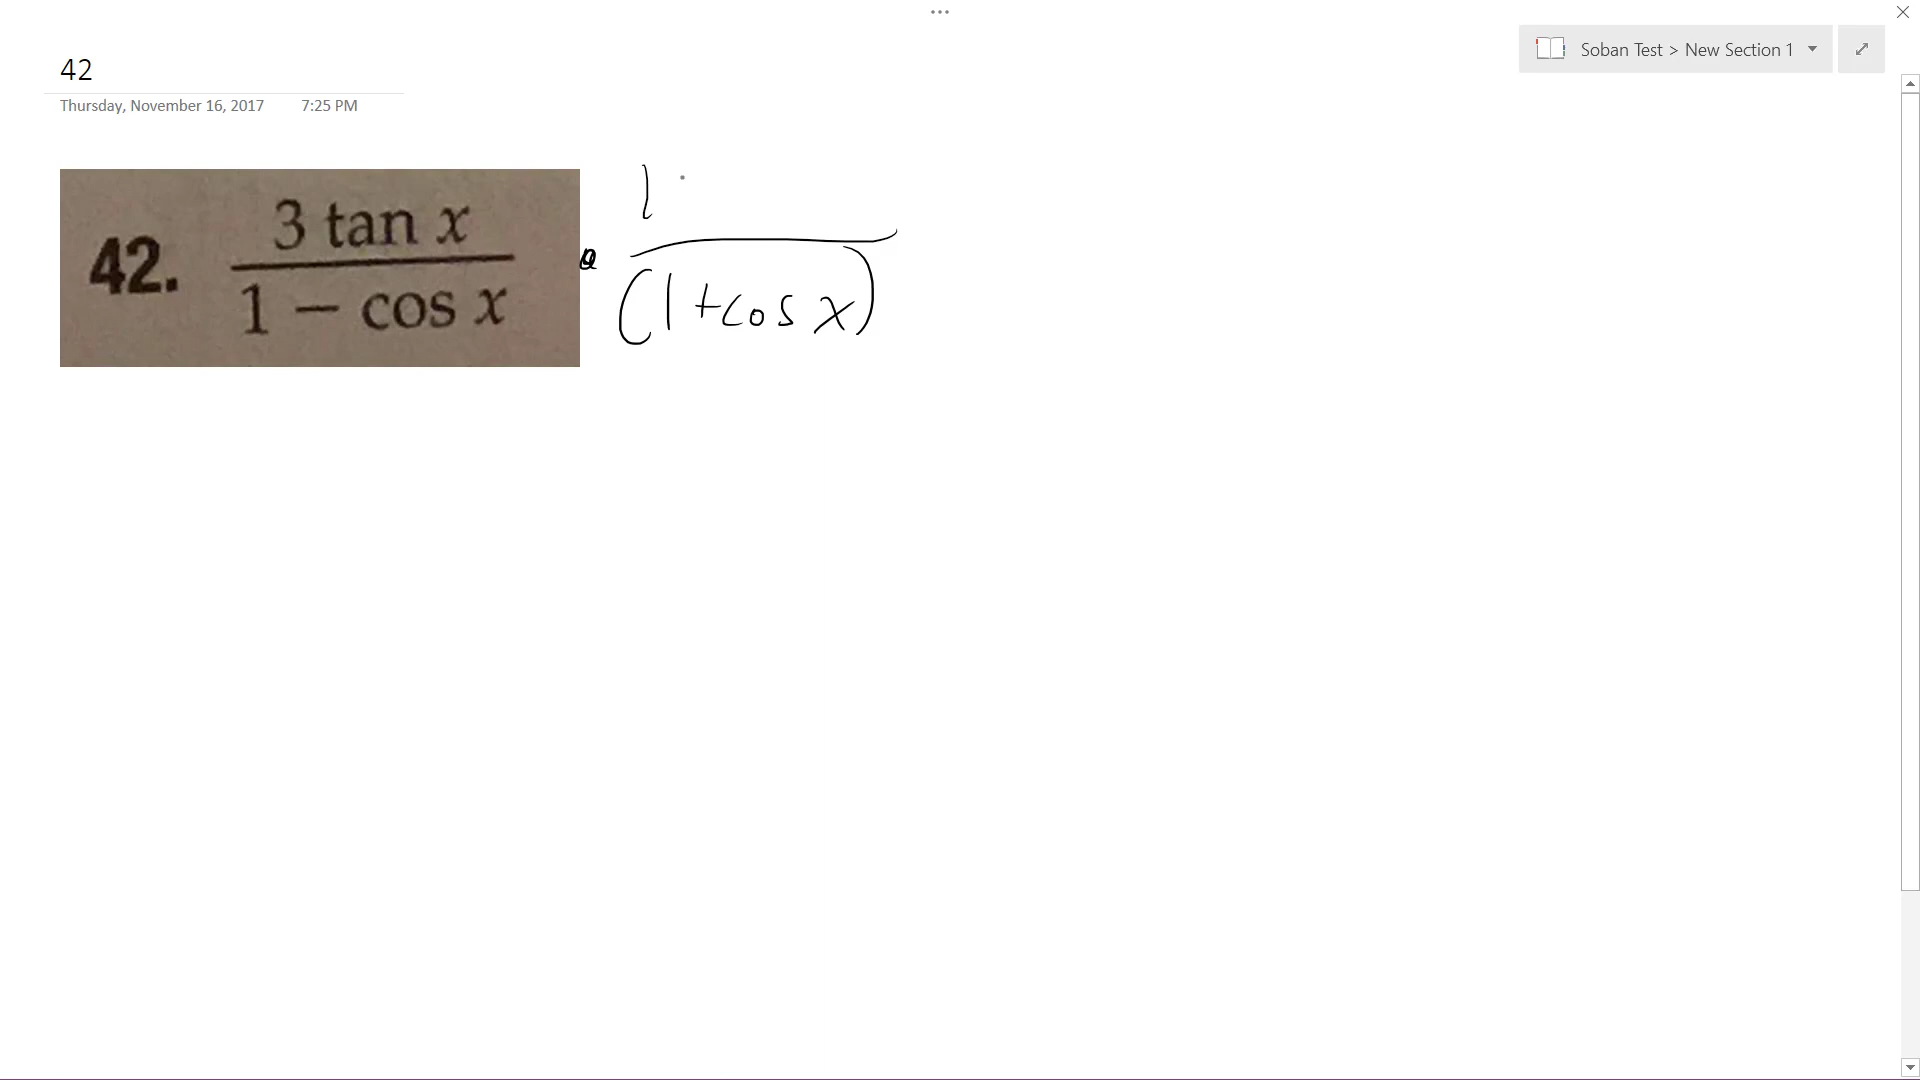 Soban Test > New Section 1
42
Thursday, November 16, 2017 7:25 PM
42. 3 tan x
1 − cos x
1
(1+cos x)